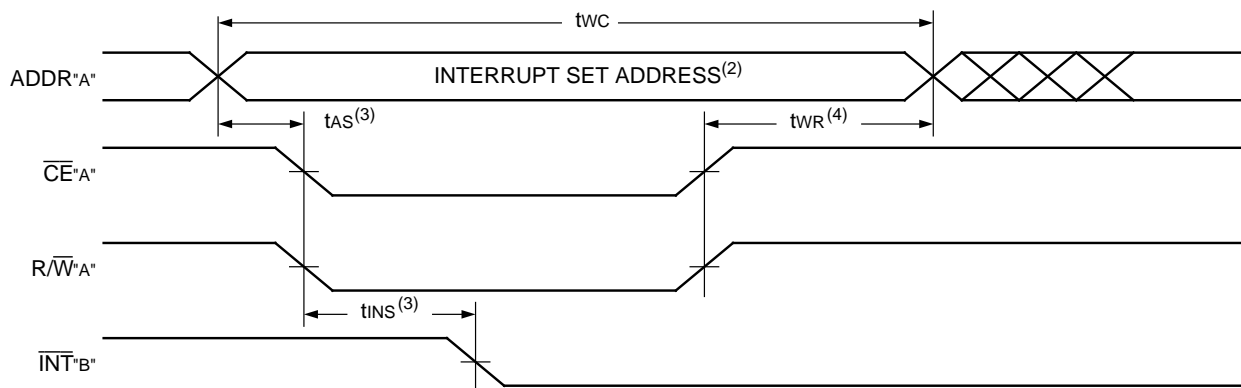 tWC
ADDR"A"
INTERRUPT SET ADDRESS(2)
tAS(3)
tWR(4)
CE"A"
R/W"A"
tINS(3)
INT"B"